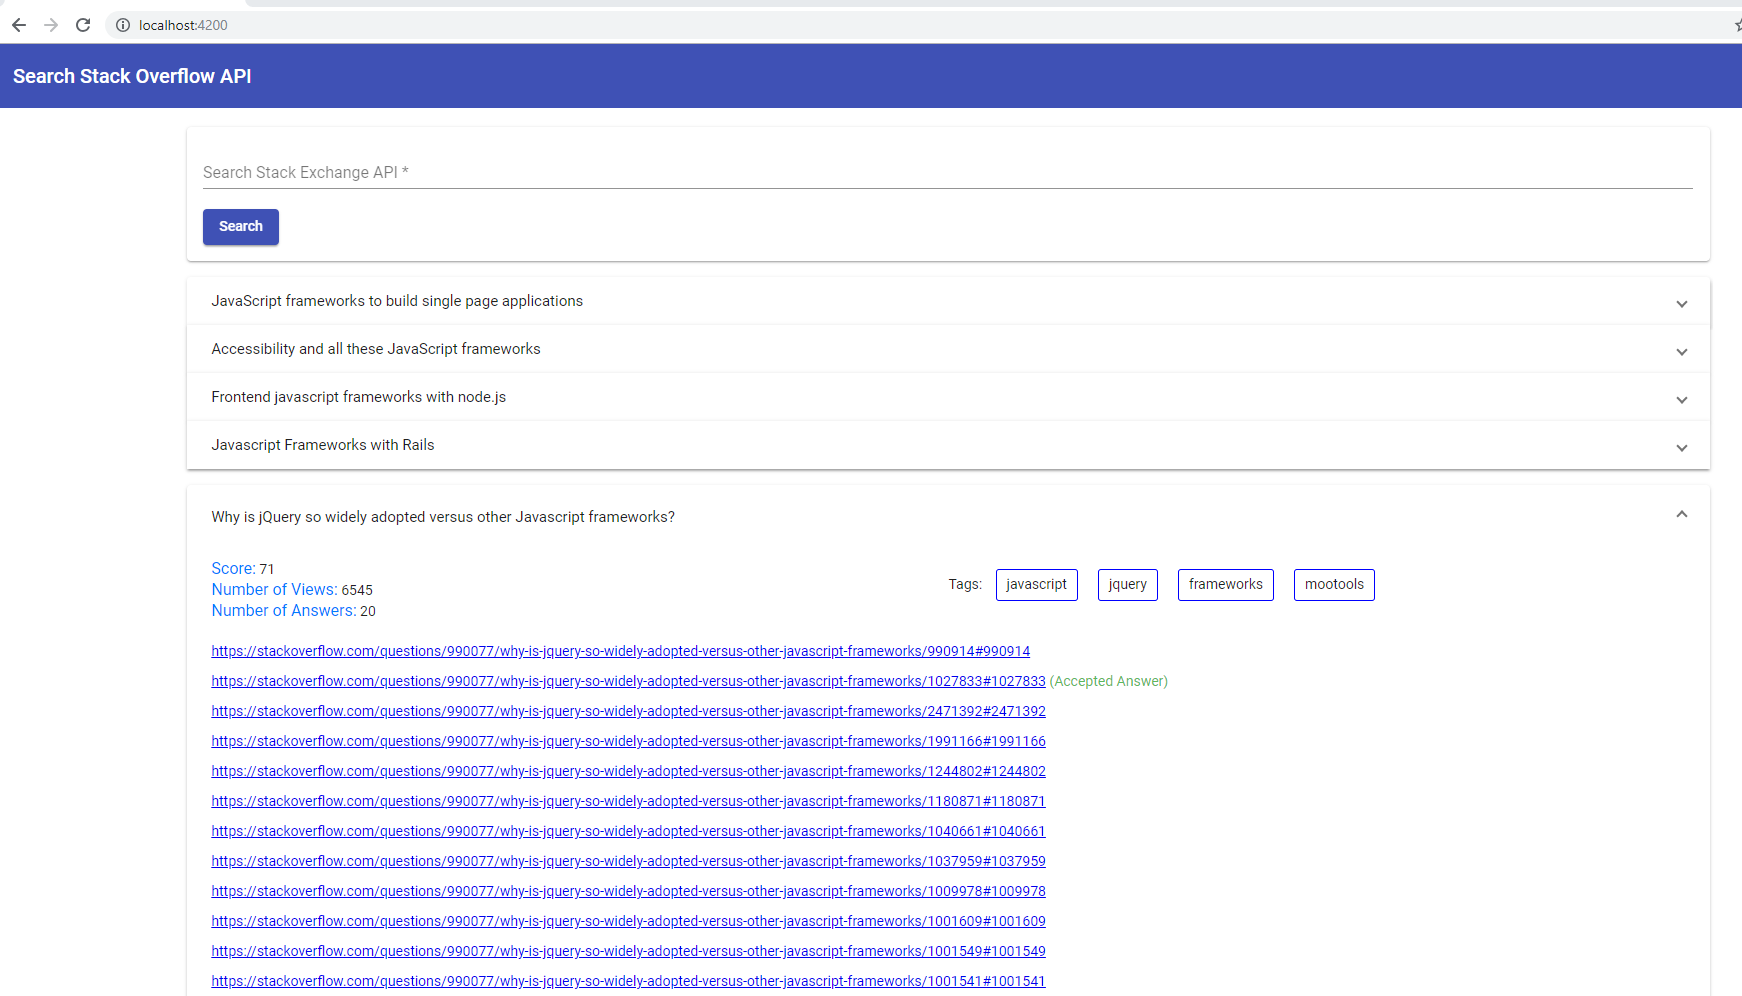 localhost:4200
Search Stack Overflow API
Search Stack Exchange API *
Search
JavaScript frameworks to build single page applications
Accessibility and all these JavaScript frameworks
Frontend javascript frameworks with node.js
Javascript Frameworks with Rails
Why is jQuery so widely adopted versus other Javascript frameworks?
Score: 71
Number of Views: 6545
Number of Answers: 20
Tags: javascript jquery frameworks mootools
https://stackoverflow.com/questions/990077/why-is-jquery-so-widely-adopted-versus-other-javascript-frameworks/990914#990914
https://stackoverflow.com/questions/990077/why-is-jquery-so-widely-adopted-versus-other-javascript-frameworks/1027833#1027833 (Accepted Answer)
https://stackoverflow.com/questions/990077/why-is-jquery-so-widely-adopted-versus-other-javascript-frameworks/2471392#2471392
https://stackoverflow.com/questions/990077/why-is-jquery-so-widely-adopted-versus-other-javascript-frameworks/1991166#1991166
https://stackoverflow.com/questions/990077/why-is-jquery-so-widely-adopted-versus-other-javascript-frameworks/1244802#1244802
https://stackoverflow.com/questions/990077/why-is-jquery-so-widely-adopted-versus-other-javascript-frameworks/1180871#1180871
https://stackoverflow.com/questions/990077/why-is-jquery-so-widely-adopted-versus-other-javascript-frameworks/1040661#1040661
https://stackoverflow.com/questions/990077/why-is-jquery-so-widely-adopted-versus-other-javascript-frameworks/1037959#1037959
https://stackoverflow.com/questions/990077/why-is-jquery-so-widely-adopted-versus-other-javascript-frameworks/1009978#1009978
https://stackoverflow.com/questions/990077/why-is-jquery-so-widely-adopted-versus-other-javascript-frameworks/1001609#1001609
https://stackoverflow.com/questions/990077/why-is-jquery-so-widely-adopted-versus-other-javascript-frameworks/1001549#1001549
https://stackoverflow.com/questions/990077/why-is-jquery-so-widely-adopted-versus-other-javascript-frameworks/1001541#1001541